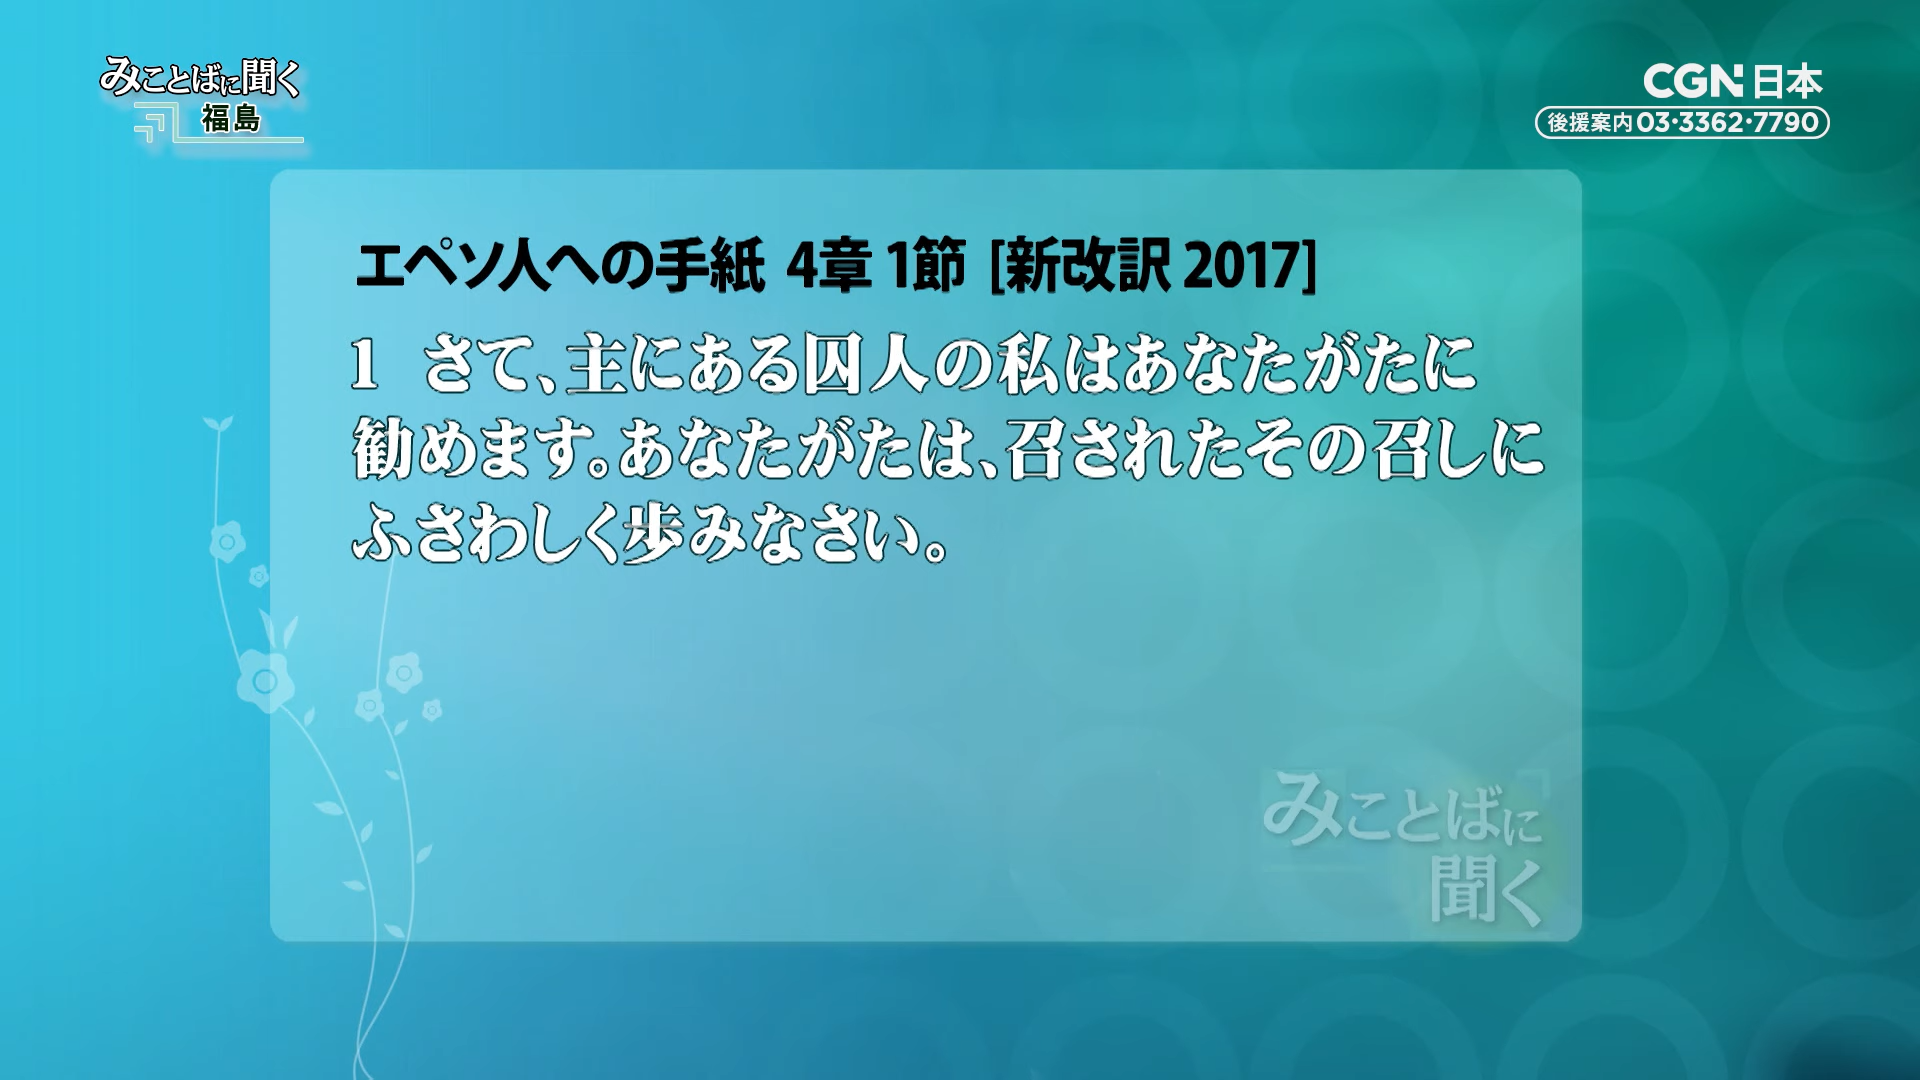 みことばに聞く
福島
CGN日本
後援案内03·3362·7790
エペソ人への手紙 4章 1節 [新改訳 2017]
1 さて、主にある囚人の私はあなたがたに
勧めます。あなたがたは、召されたその召しに
ふさわしく歩みなさい。
みことばに
聞く